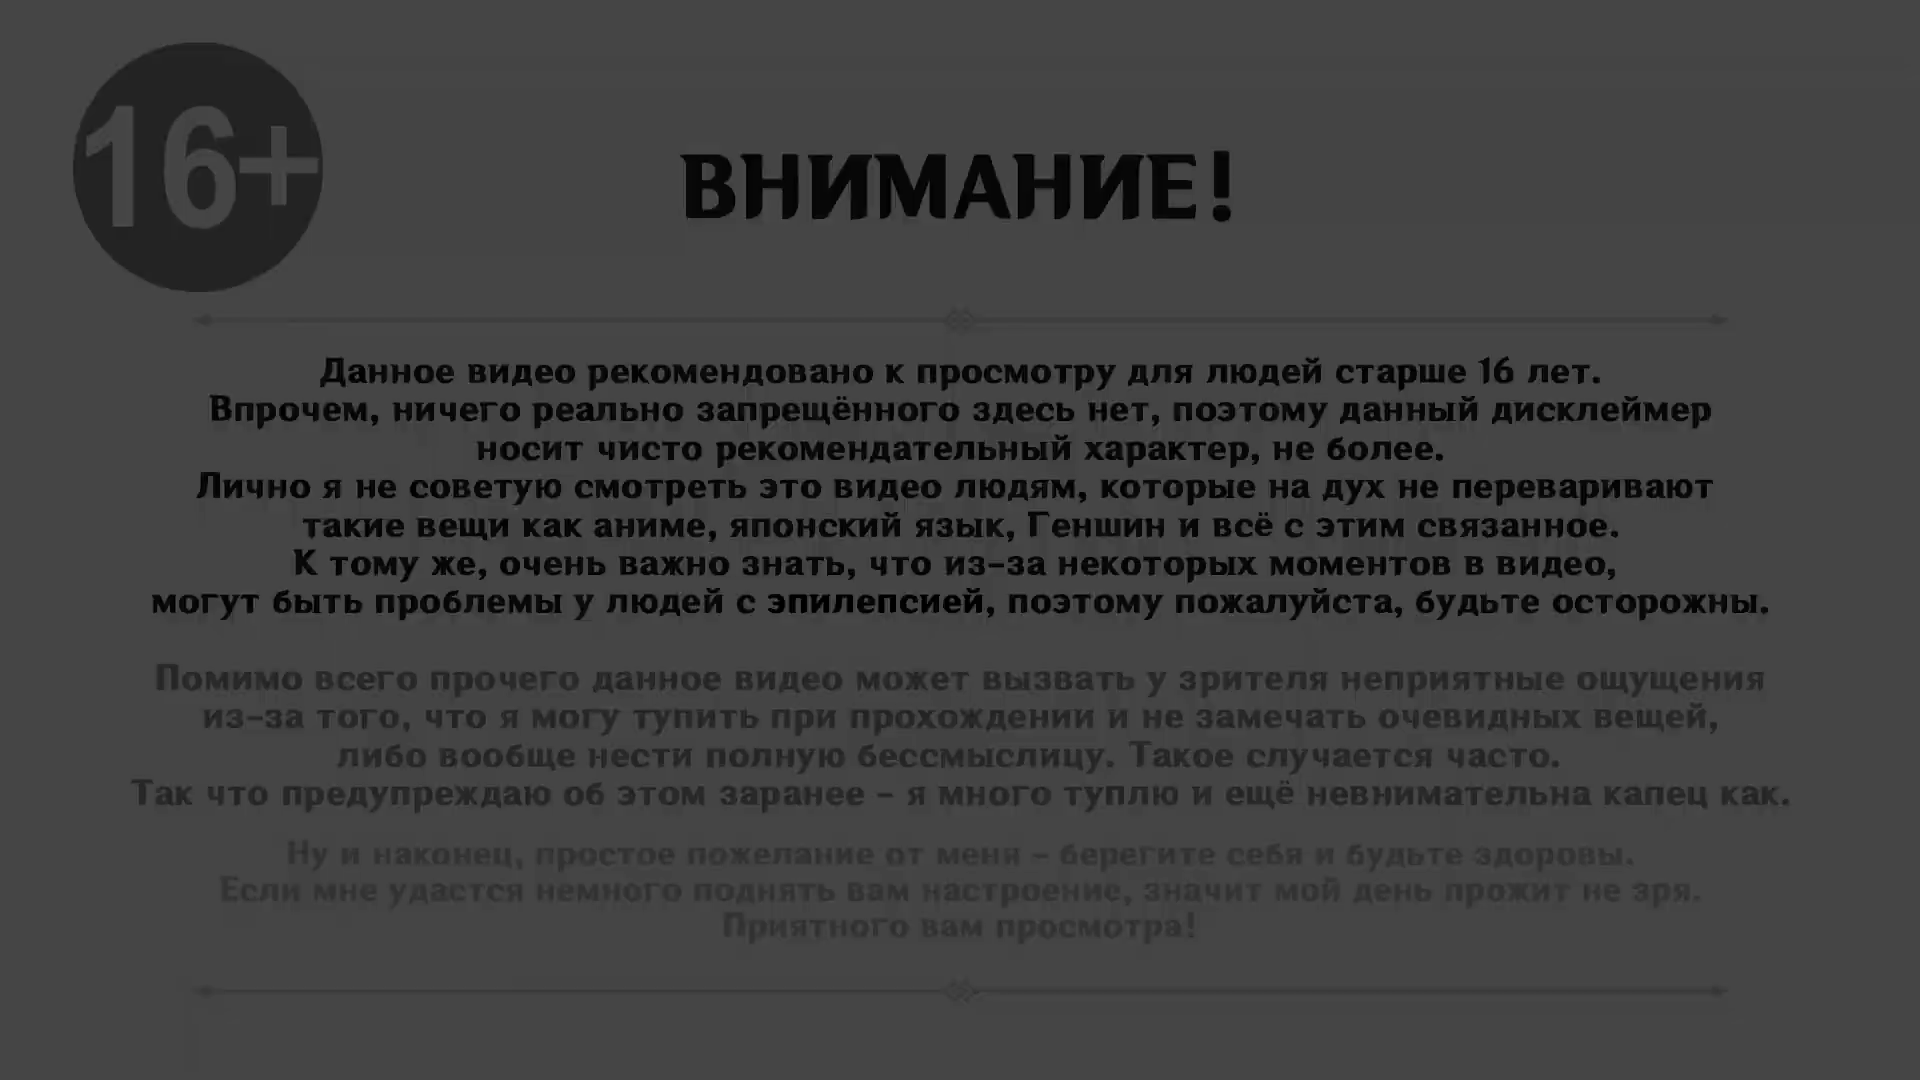 16+
ВНИМАНИЕ!
Данное видео рекомендовано к просмотру для людей старше 16 лет.
Впрочем, ничего реально запрещённого здесь нет, поэтому данный дисклеймер
носит чисто рекомендательный характер, не более.
Лично я не советую смотреть это видео людям, которые на дух не переваривают
такие вещи как аниме, японский язык, Геншин и всё с этим связанное.
К тому же, очень важно знать, что из-за некоторых моментов в видео,
могут быть проблемы у людей с эпилепсией, поэтому пожалуйста, будьте осторожны.
Помимо всего прочего данное видео может вызвать у зрителя неприятные ощущения
из-за того, что я могу тупить при прохождении и не замечать очевидных вещей,
либо вообще нести полную бессмыслицу. Такое случается часто.
Так что предупреждаю об этом заранее - я много туплю и ещё невнимательна капец как.
Ну и наконец, простое пожелание от меня - берегите себя и будьте здоровы.
Если мне удастся немного поднять вам настроение, значит мой день прожит не зря.
Приятного вам просмотра!